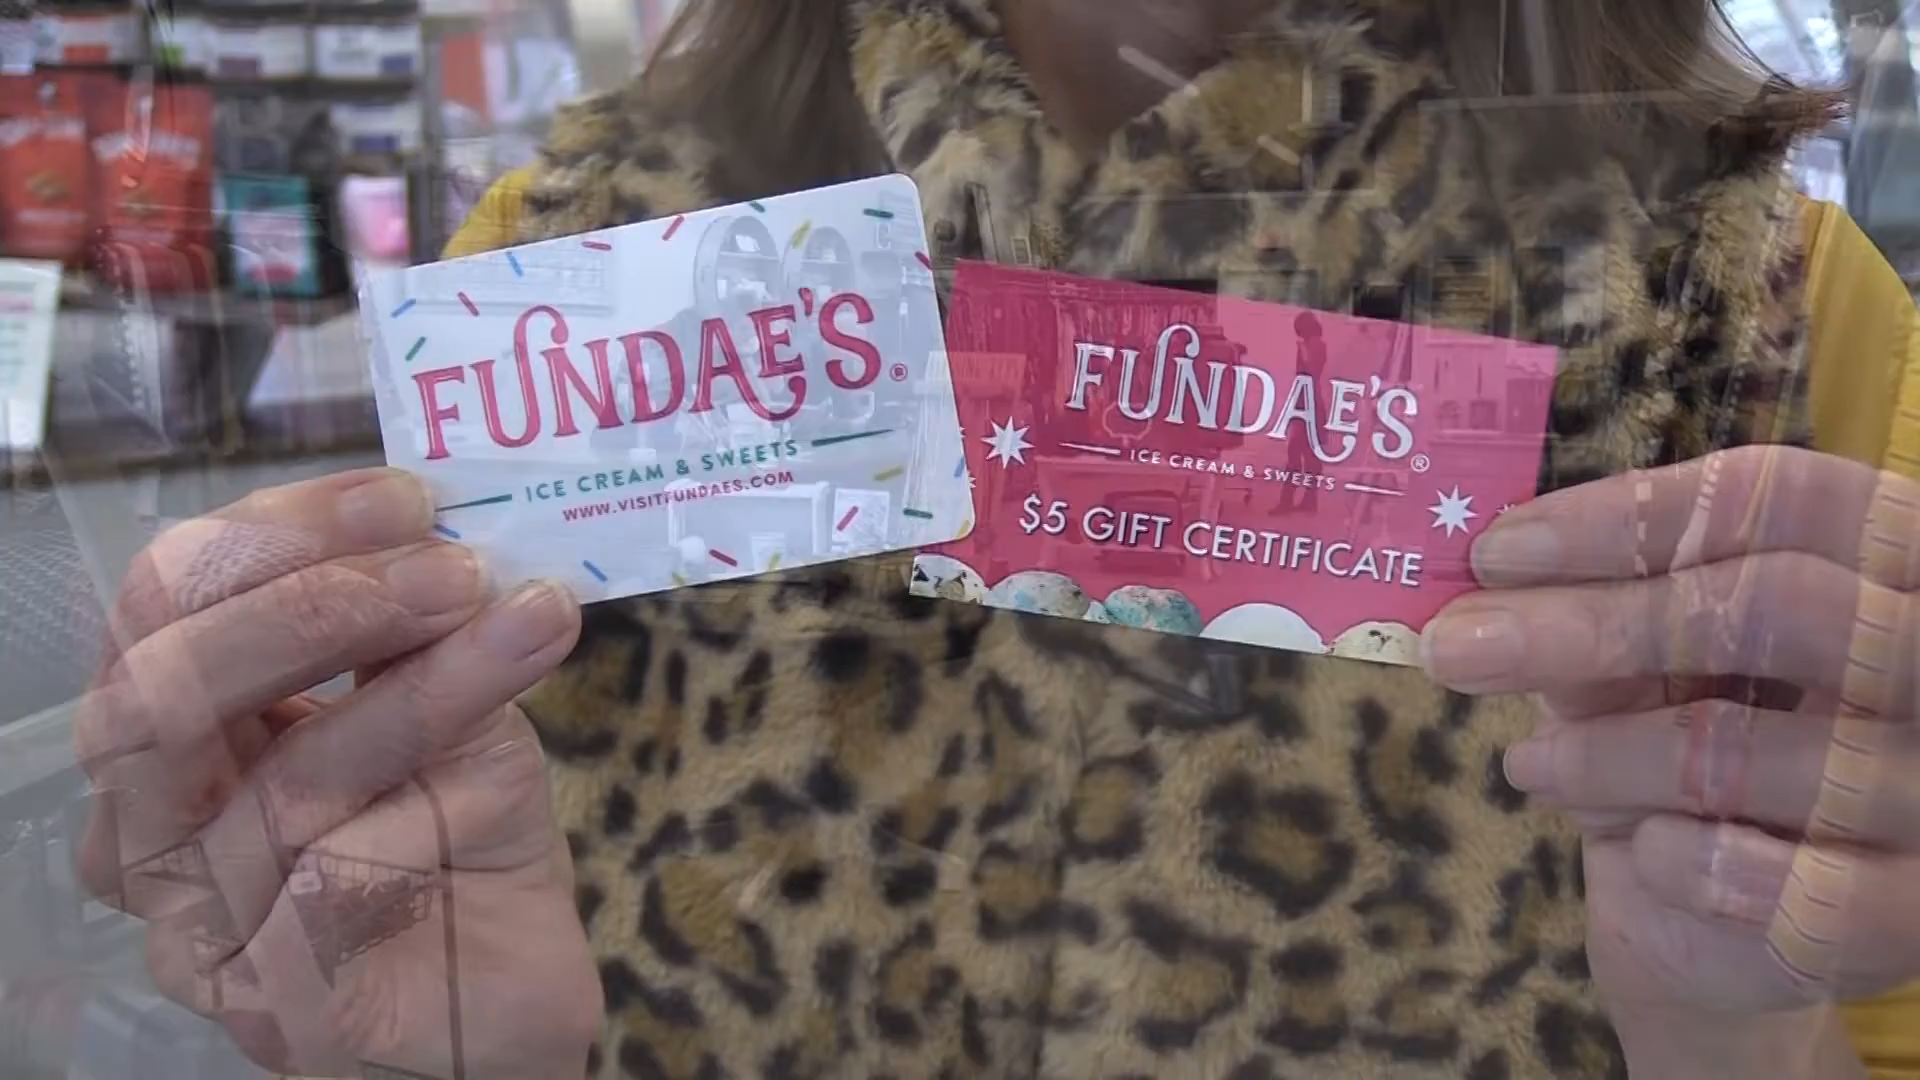 FUNDAE'S®
ICE CREAM & SWEETS
WWW.VISITFUNDAES.COM
FUNDAE'S®
ICE CREAM & SWEETS
$5 GIFT CERTIFICATE